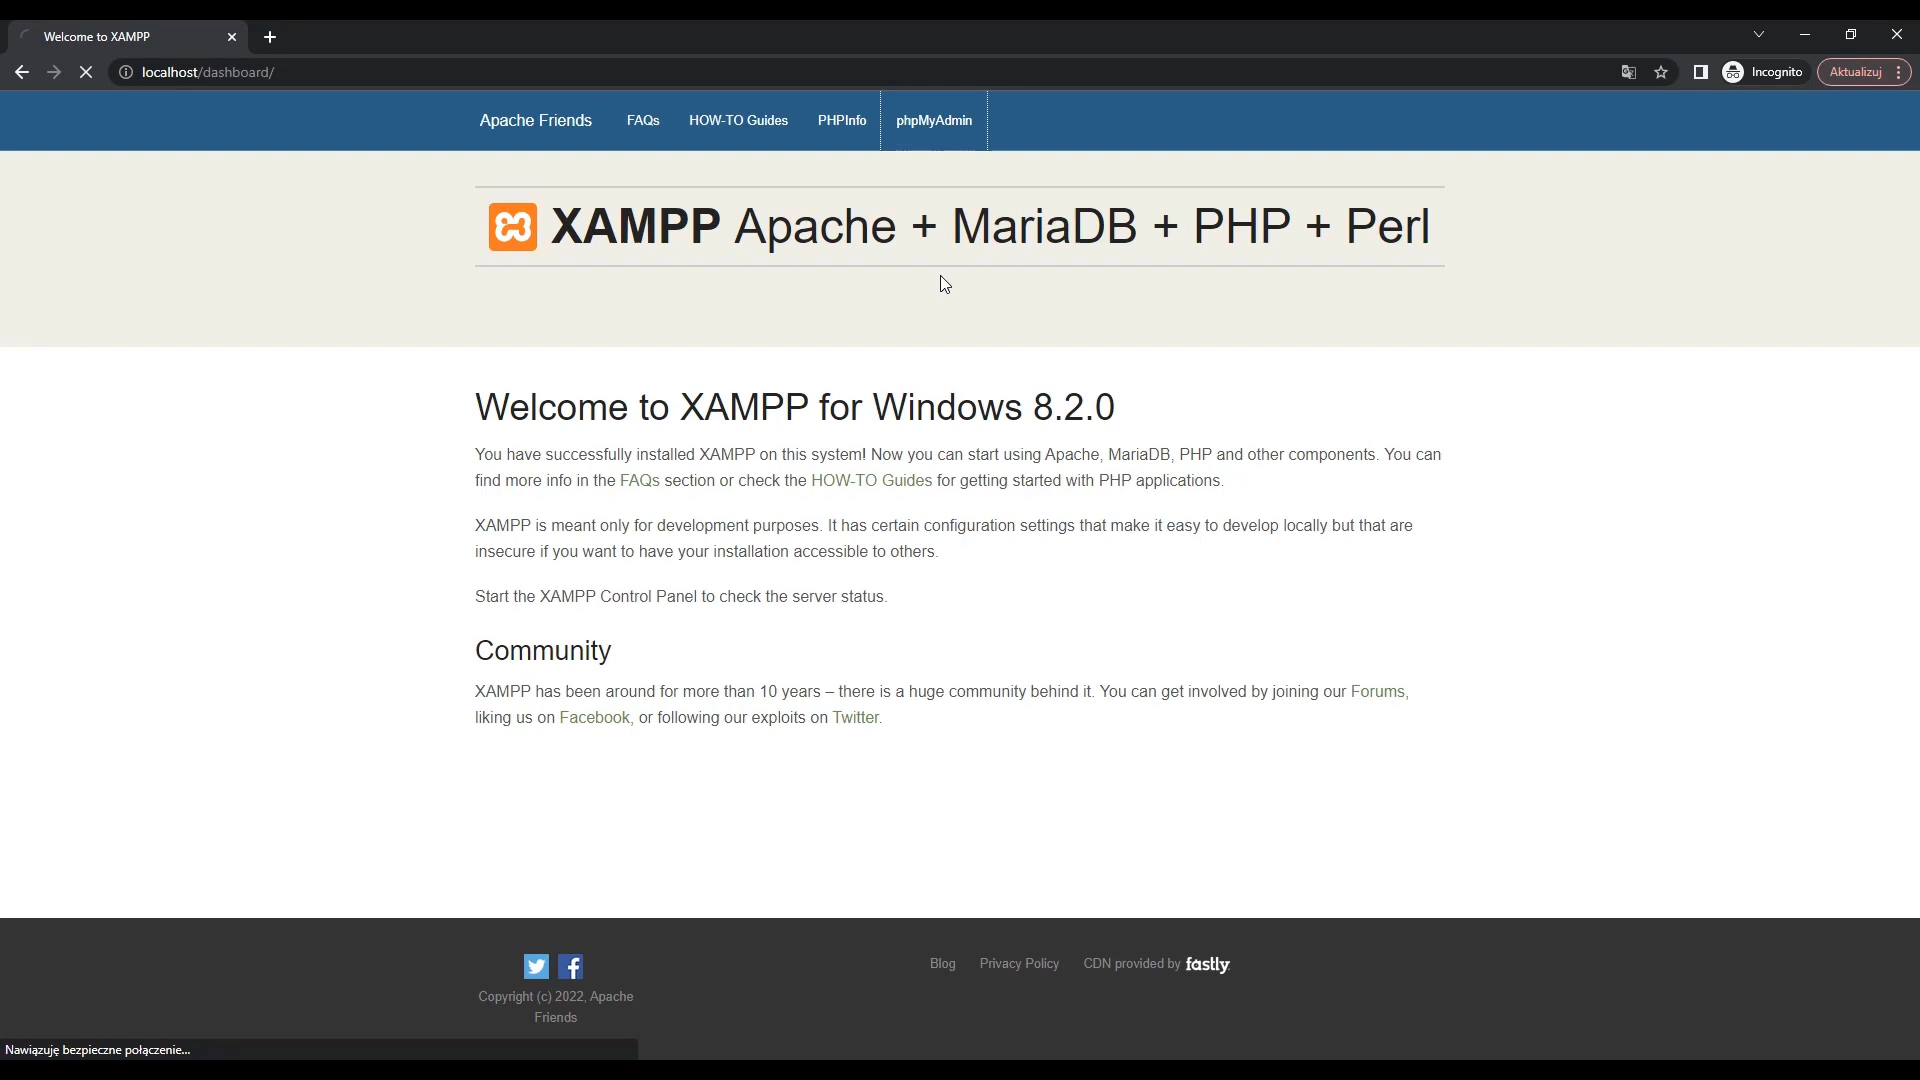 Welcome to XAMPP
localhost/dashboard/
Incognito
Aktualizuj
Apache Friends
FAQs
HOW-TO Guides
PHPInfo
phpMyAdmin
XAMPP Apache + MariaDB + PHP + Perl
Welcome to XAMPP for Windows 8.2.0
You have successfully installed XAMPP on this system! Now you can start using Apache, MariaDB, PHP and other components. You can
find more info in the FAQs section or check the HOW-TO Guides for getting started with PHP applications.
XAMPP is meant only for development purposes. It has certain configuration settings that make it easy to develop locally but that are
insecure if you want to have your installation accessible to others.
Start the XAMPP Control Panel to check the server status.
Community
XAMPP has been around for more than 10 years – there is a huge community behind it. You can get involved by joining our Forums,
liking us on Facebook, or following our exploits on Twitter.
Blog
Privacy Policy
CDN provided by fastly
Copyright (c) 2022, Apache
Friends
Nawiązuję bezpieczne połączenie...